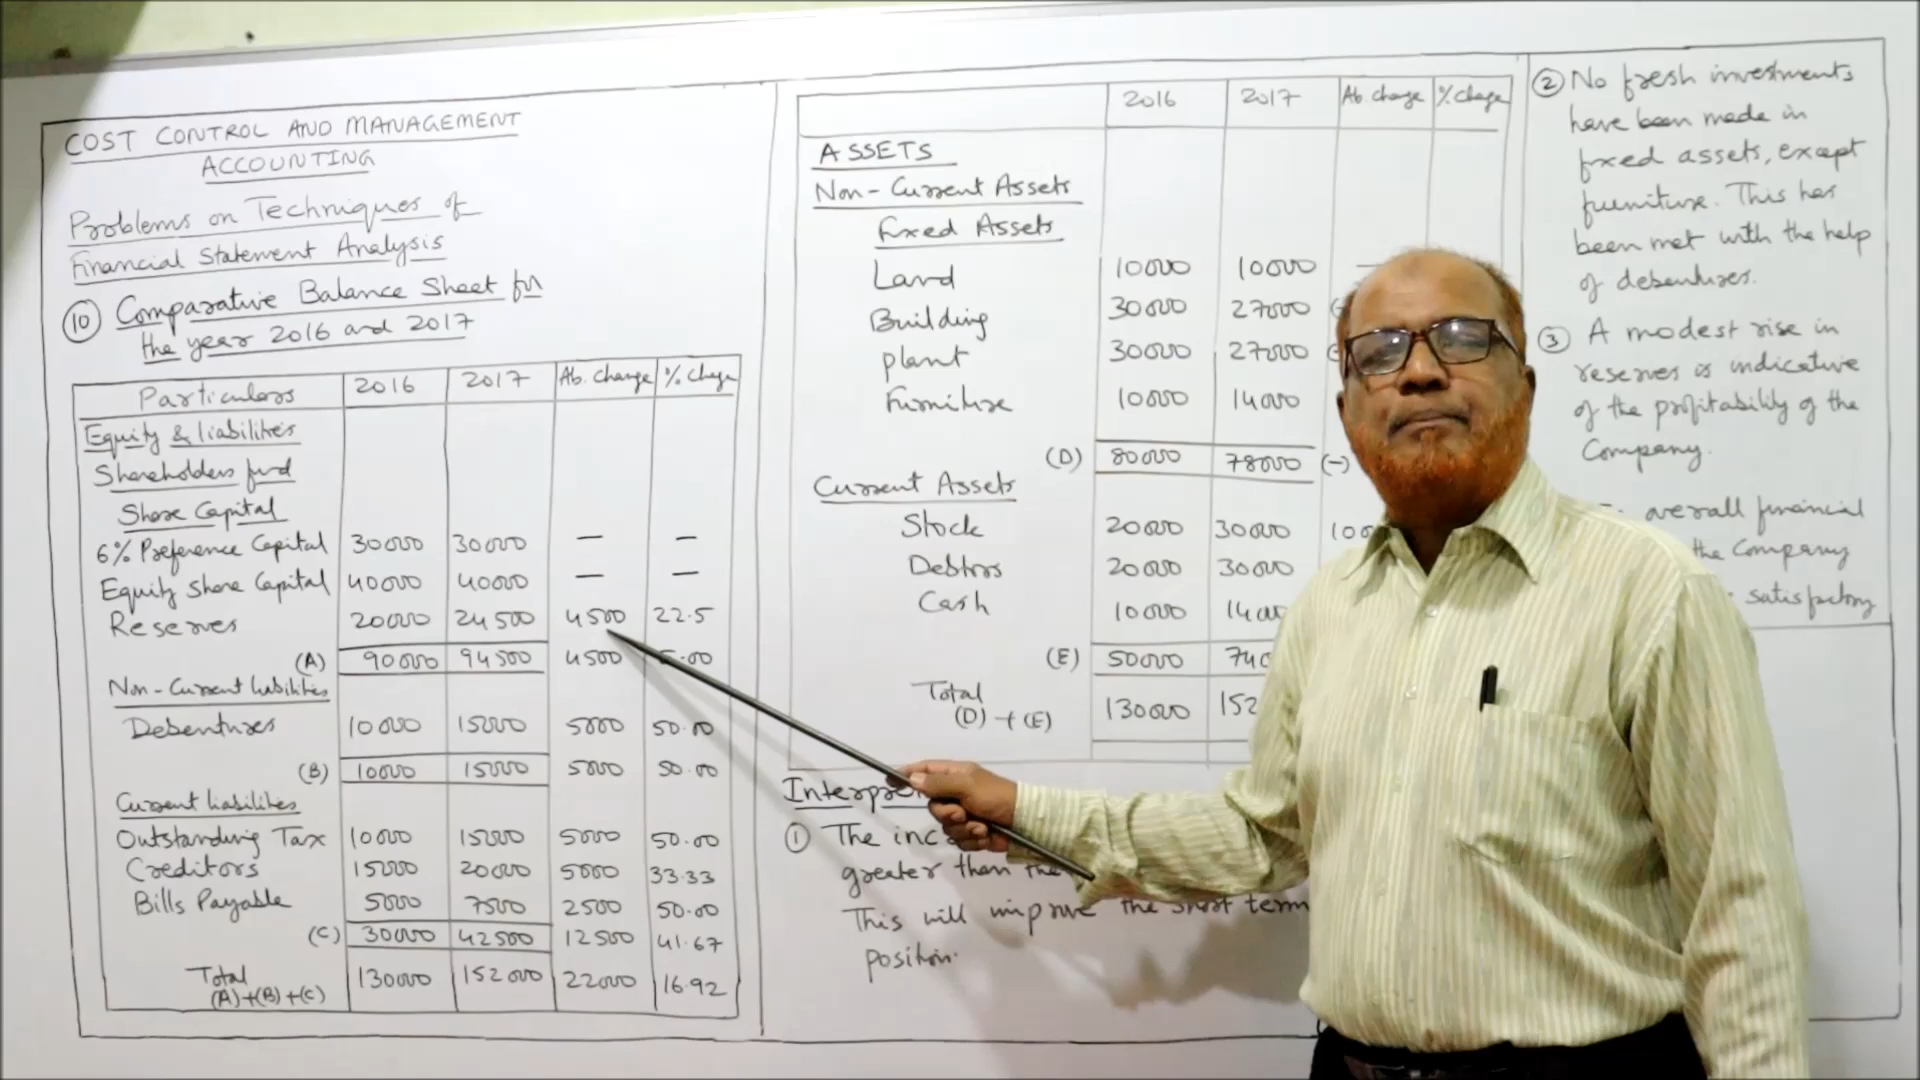 COST CONTROL AND MANAGEMENT
ACCOUNTING
Problems on Techniques of
Financial Statement Analysis
10 Comparative Balance Sheet for
the year 2016 and 2017
Particulars 2016 2017 Ab. change % Change
Equity & liabilities
Shareholders fund
Share Capital
6% Preference Capital 30000 30000 — —
Equity Share Capital 40000 40000 — —
Reserves 20000 24500 4500 22.5
(A) 90000 94500 4500 5.00
Non-Current liabilities
Debentures 10000 15000 5000 50.00
(B) 10000 15000 5000 50.00
Current liabilities
Outstanding Tax 10000 15000 5000 50.00
Creditors 15000 20000 5000 33.33
Bills Payable 5000 7500 2500 50.00
(C) 30000 42500 12500 41.67
Total
(A)+(B)+(C) 130000 152000 22000 16.92
2016 2017 Ab. change % change
ASSETS
Non-Current Assets
Fixed Assets
Land 10000 10000 —
Building 30000 27000
plant 30000 27000
Furniture 10000 14000
(D) 80000 78000 (-)
Current Assets
Stock 20000 30000
Debtors 20000 30000
Cash 10000 14000
(E) 50000
Total
(D)+(E) 130000
1 The
greater than the
This will improve the short term
position.
2 No fresh investments
have been made in
fixed assets, except
furniture. This has
been met with the help
of debentures.
3 A modest rise in
reserves is indicative
of the profitability of the
Company.
overall financial
the Company
satisfactory